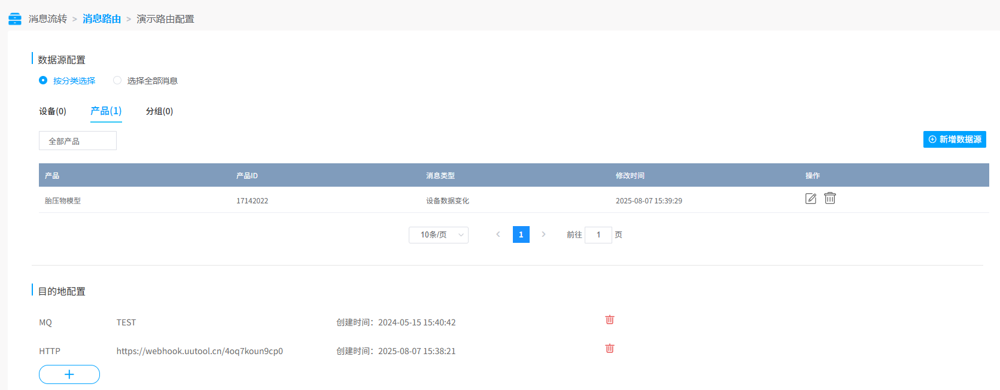 消息流转 > 消息路由 > 演示路由配置
数据源配置
按分类选择 选择全部消息
设备(0) 产品(1) 分组(0)
全部产品 新增数据源
产品 产品ID 消息类型 修改时间 操作
胎压物模型 17142022 设备数据变化 2025-08-07 15:39:29
10条/页 < 1 > 前往 1 页
目的地配置
MQ TEST 创建时间：2024-05-15 15:40:42
HTTP https://webhook.uutool.cn/4oq7koun9cp0 创建时间：2025-08-07 15:38:21